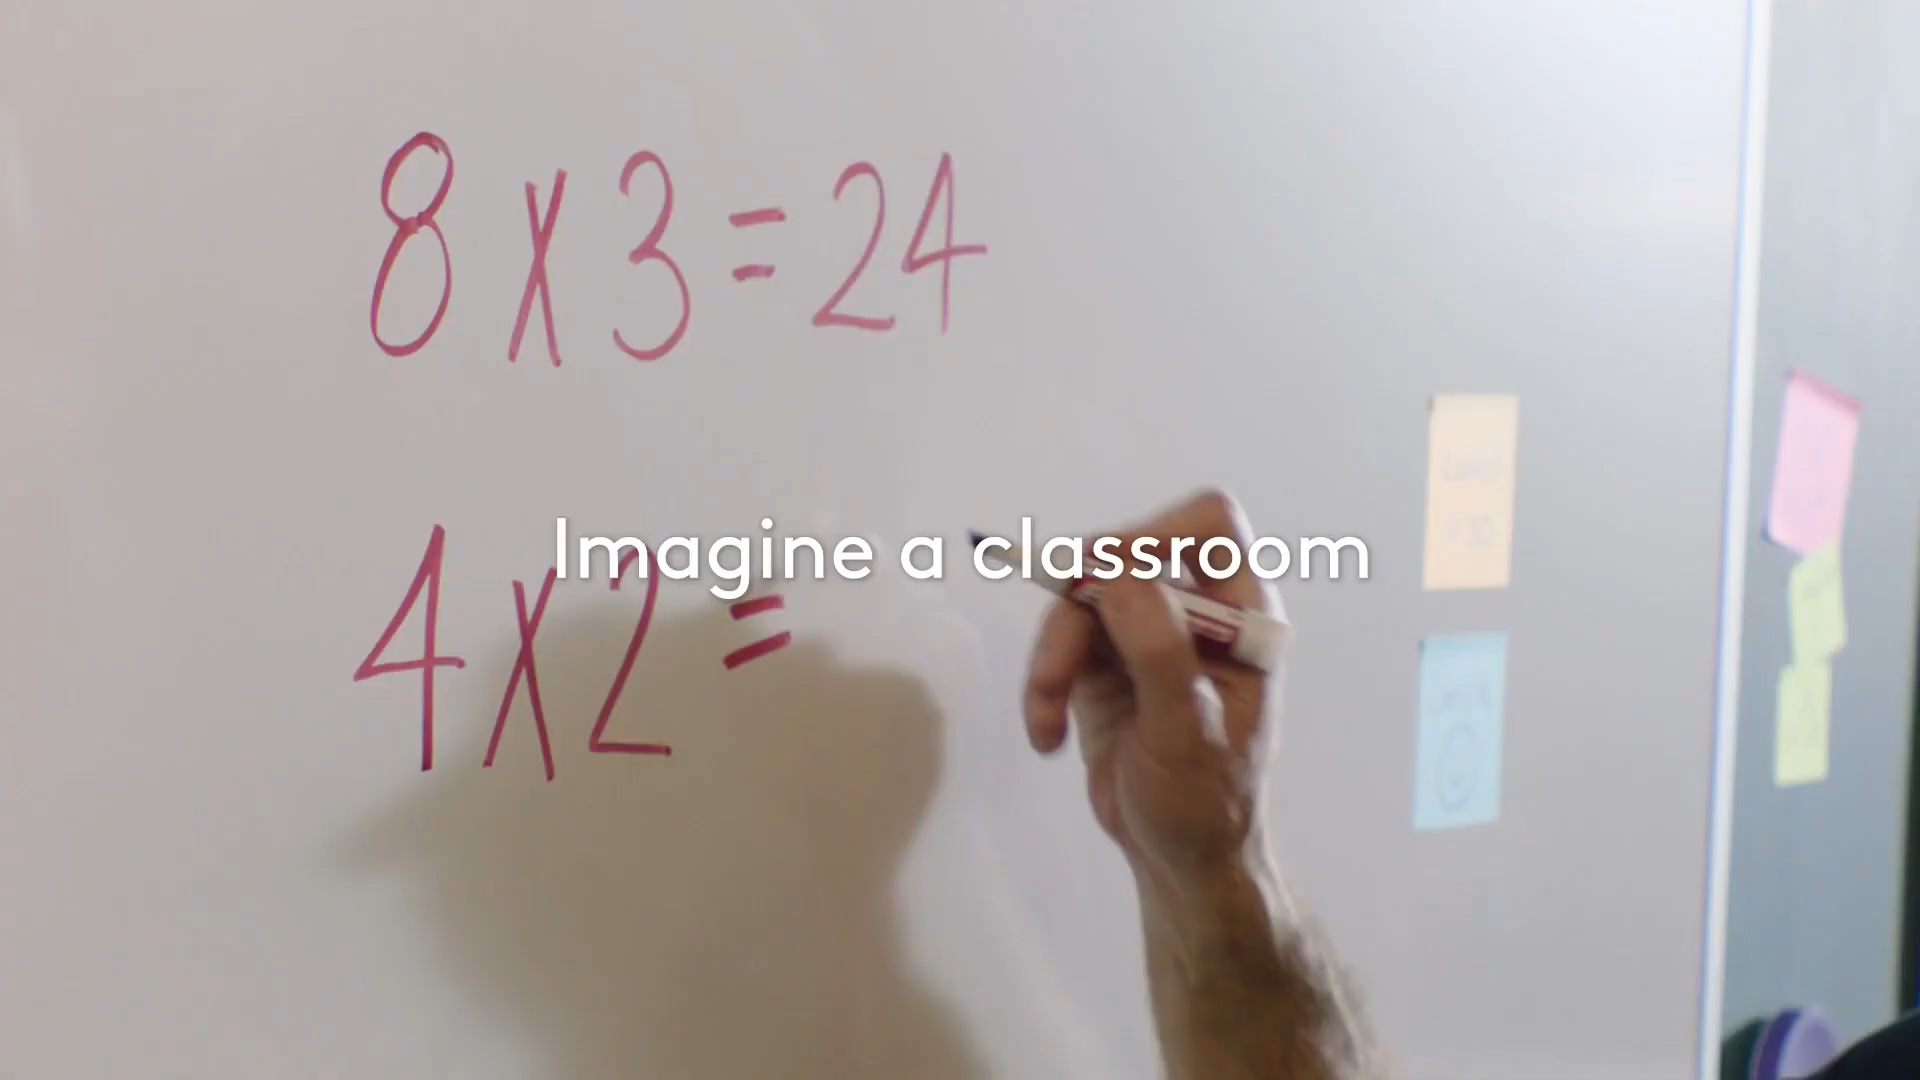 8 x 3 = 24
Imagine a classroom
4 x 2 =